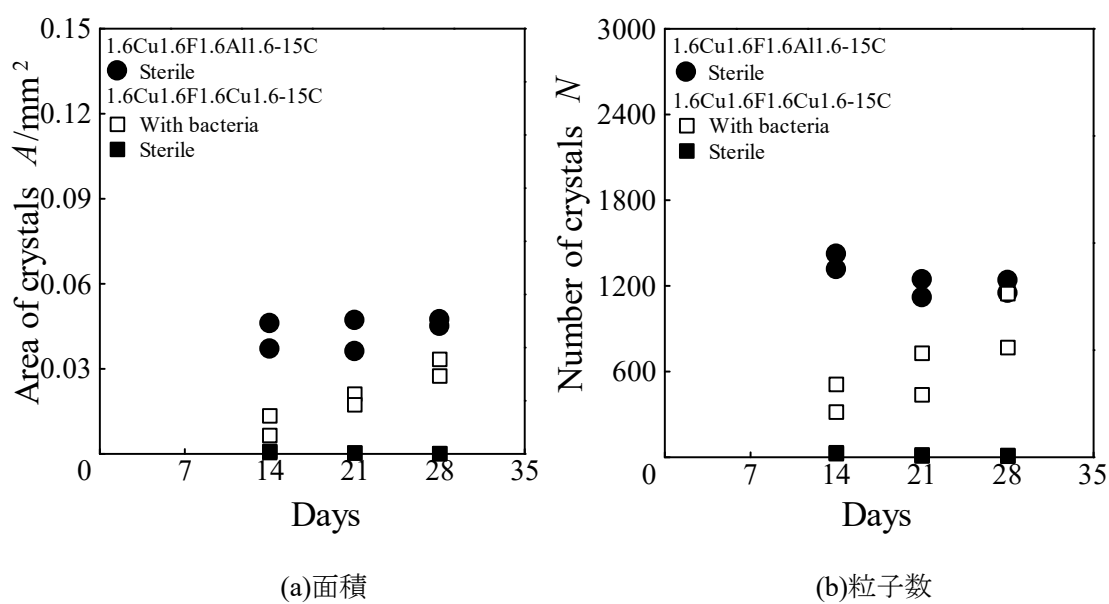 0.15
0.12
0.09
0.06
0.03
0
7
14
21
28
35
Area of crystals A/mm²
Days
1.6Cu1.6F1.6Al1.6-15C
Sterile
1.6Cu1.6F1.6Cu1.6-15C
With bacteria
Sterile
(a)面積
3000
2400
1800
1200
600
0
7
14
21
28
35
Number of crystals N
Days
1.6Cu1.6F1.6Al1.6-15C
Sterile
1.6Cu1.6F1.6Cu1.6-15C
With bacteria
Sterile
(b)粒子数